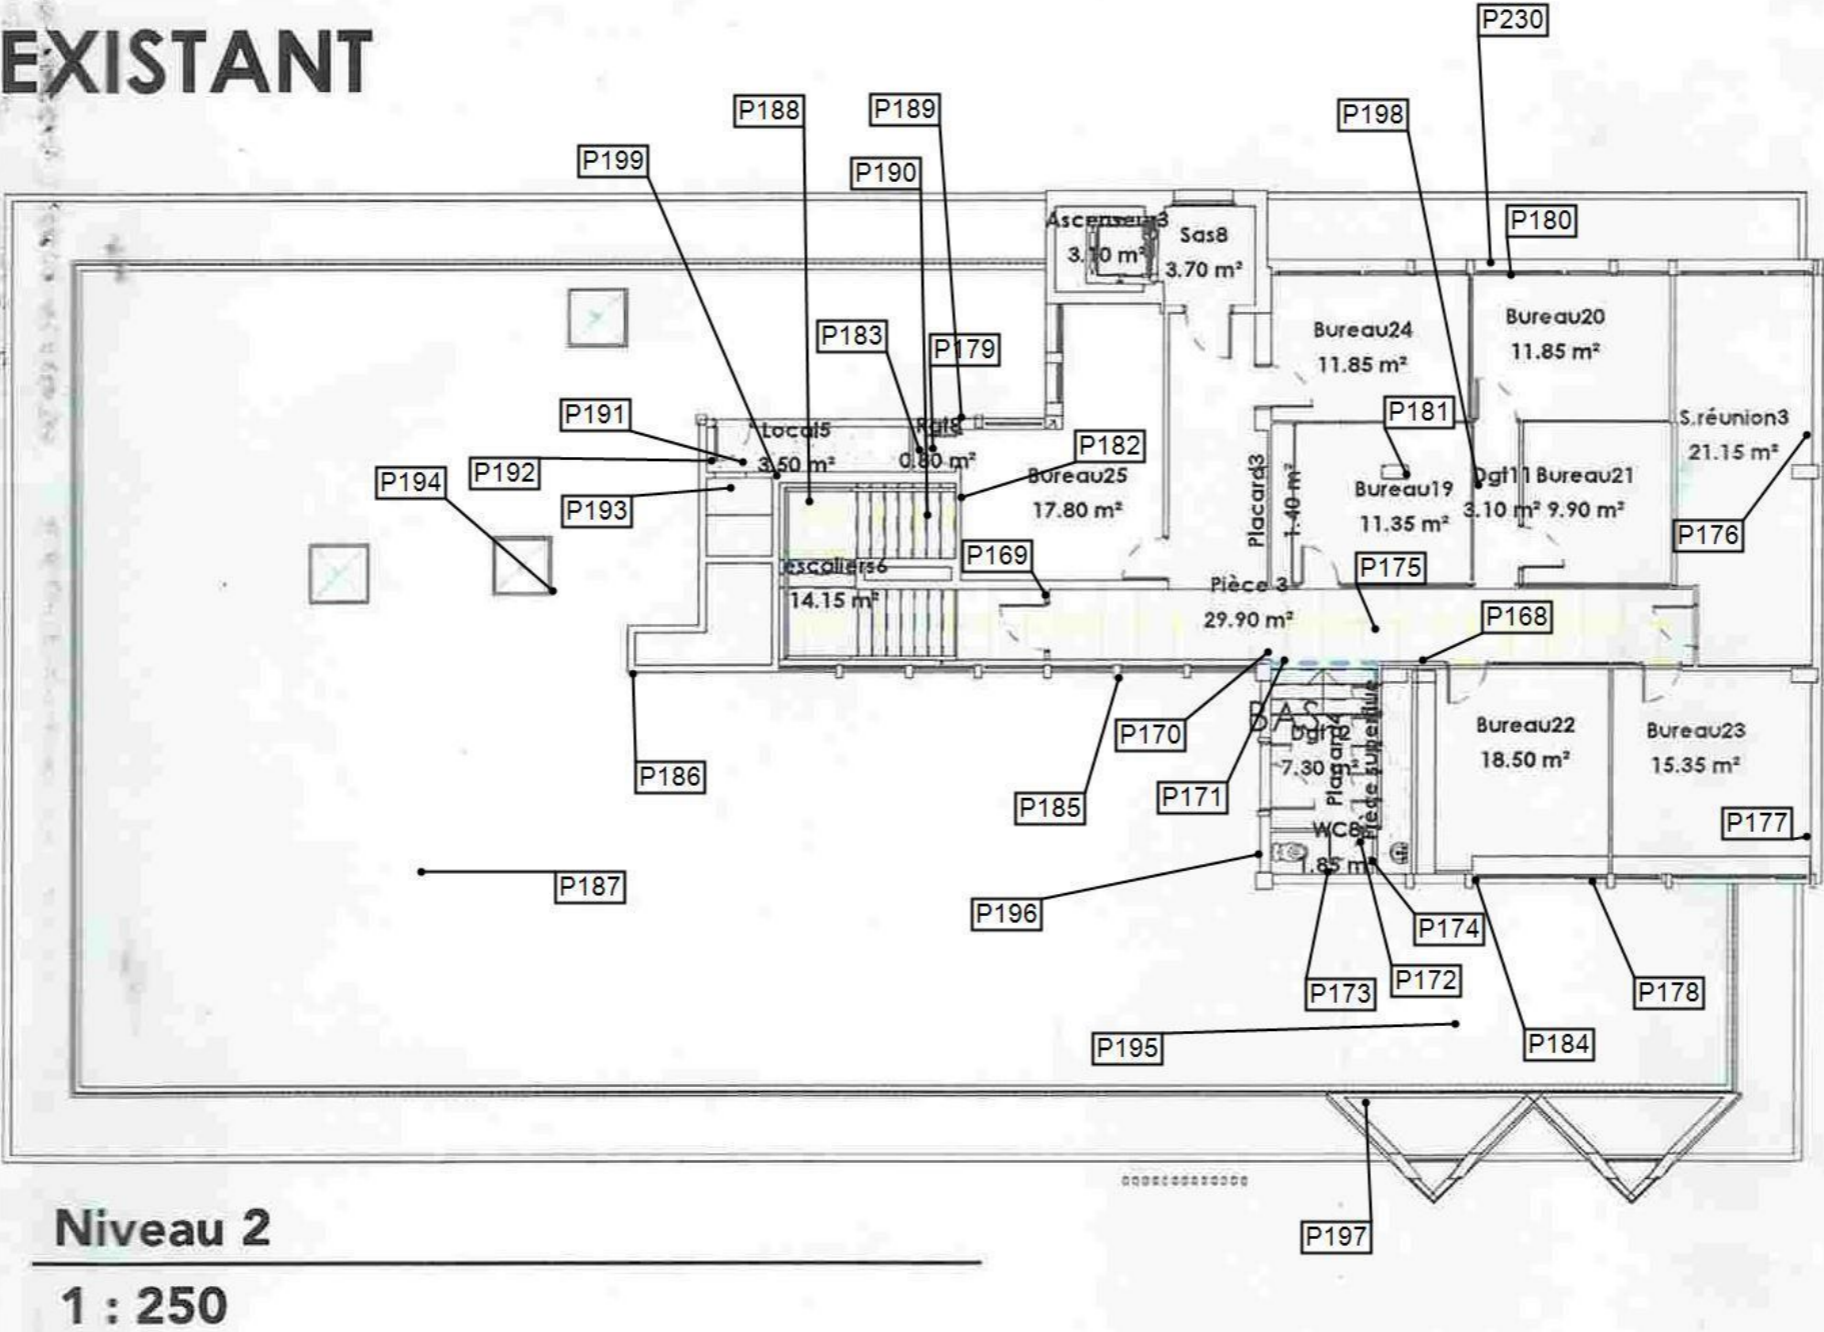 P230
EXISTANT
P188
P189
P198
P199
P190
P180
Ascenseur3
3.10 m²
Sas8
3.70 m²
Bureau24
11.85 m²
Bureau20
11.85 m²
P183
P179
P191
Local5
3.50 m²
0.80 m²
P181
S.réunion3
21.15 m²
P182
P192
P194
P193
Bureau25
17.80 m²
Placard3
1.40 m²
Bureau19
11.35 m²
Dgt11
3.10 m²
Bureau21
9.90 m²
P176
P169
escaliers6
14.15 m²
Pièce 3
29.90 m²
P175
P168
P170
P186
P185
P171
BAS
7.30 m²
Placard4
Pièce superflue
Bureau22
18.50 m²
Bureau23
15.35 m²
WC8
1.85 m²
P177
P187
P196
P174
P172
P173
P178
P195
P184
Niveau 2
P197
1 : 250